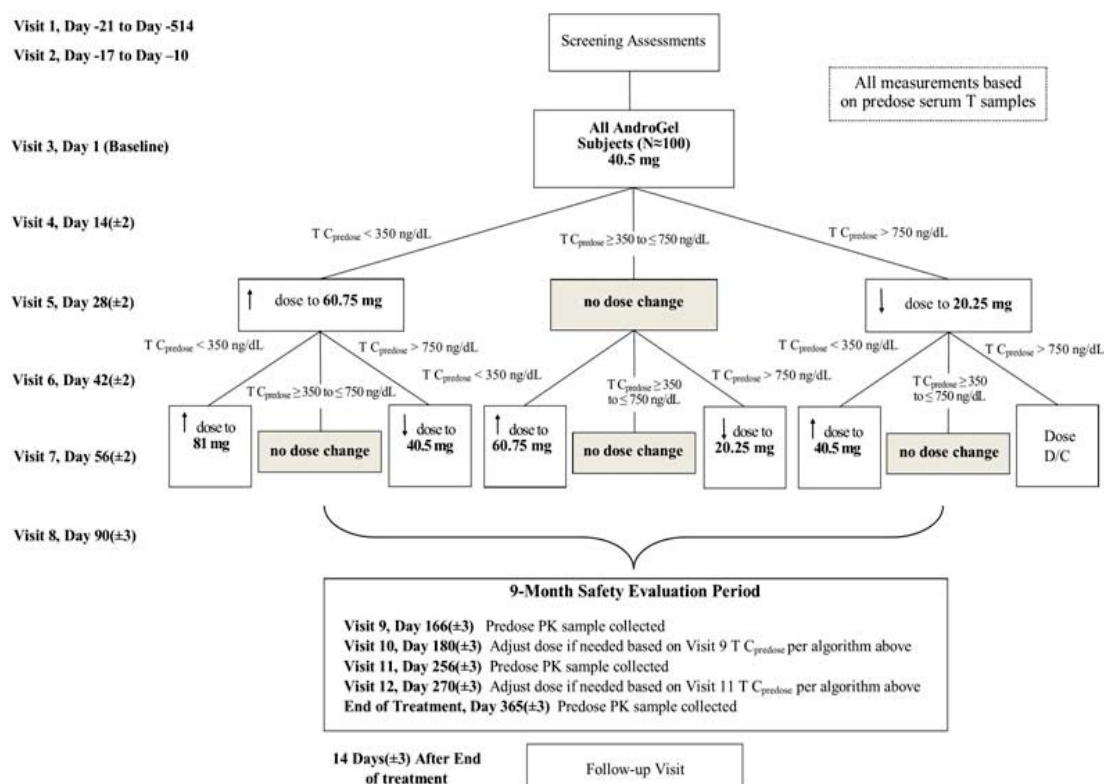 Visit 1, Day -21 to Day -514
Screening Assessments
Visit 2, Day -17 to Day –10
All measurements based
on predose serum T samples
All AndroGel
Subjects (N≈100)
40.5 mg
Visit 3, Day 1 (Baseline)
Visit 4, Day 14(±2)
T Cpredose < 350 ng/dL
T Cpredose ≥350 to ≤ 750 ng/dL
T Cpredose > 750 ng/dL
Visit 5, Day 28(±2)
↑ dose to 60.75 mg
no dose change
↓ dose to 20.25 mg
T Cpredose < 350 ng/dL
T Cpredose > 750 ng/dL
T Cpredose < 350 ng/dL
T Cpredose > 750 ng/dL
T Cpredose < 350 ng/dL
T Cpredose > 750 ng/dL
Visit 6, Day 42(±2)
T Cpredose ≥350 to ≤ 750 ng/dL
T Cpredose ≥350
to ≤750 ng/dL
T Cpredose ≥350
to ≤750 ng/dL
↑ dose to
81 mg
no dose change
↓ dose to
40.5 mg
↑ dose to
60.75 mg
no dose change
↓ dose to
20.25 mg
↑ dose to
40.5 mg
no dose change
Dose
D/C
Visit 7, Day 56(±2)
Visit 8, Day 90(±3)
9-Month Safety Evaluation Period
Visit 9, Day 166(±3) Predose PK sample collected
Visit 10, Day 180(±3) Adjust dose if needed based on Visit 9 T Cpredose per algorithm above
Visit 11, Day 256(±3) Predose PK sample collected
Visit 12, Day 270(±3) Adjust dose if needed based on Visit 11 T Cpredose per algorithm above
End of Treatment, Day 365(±3) Predose PK sample collected
14 Days(±3) After End
of treatment
Follow-up Visit